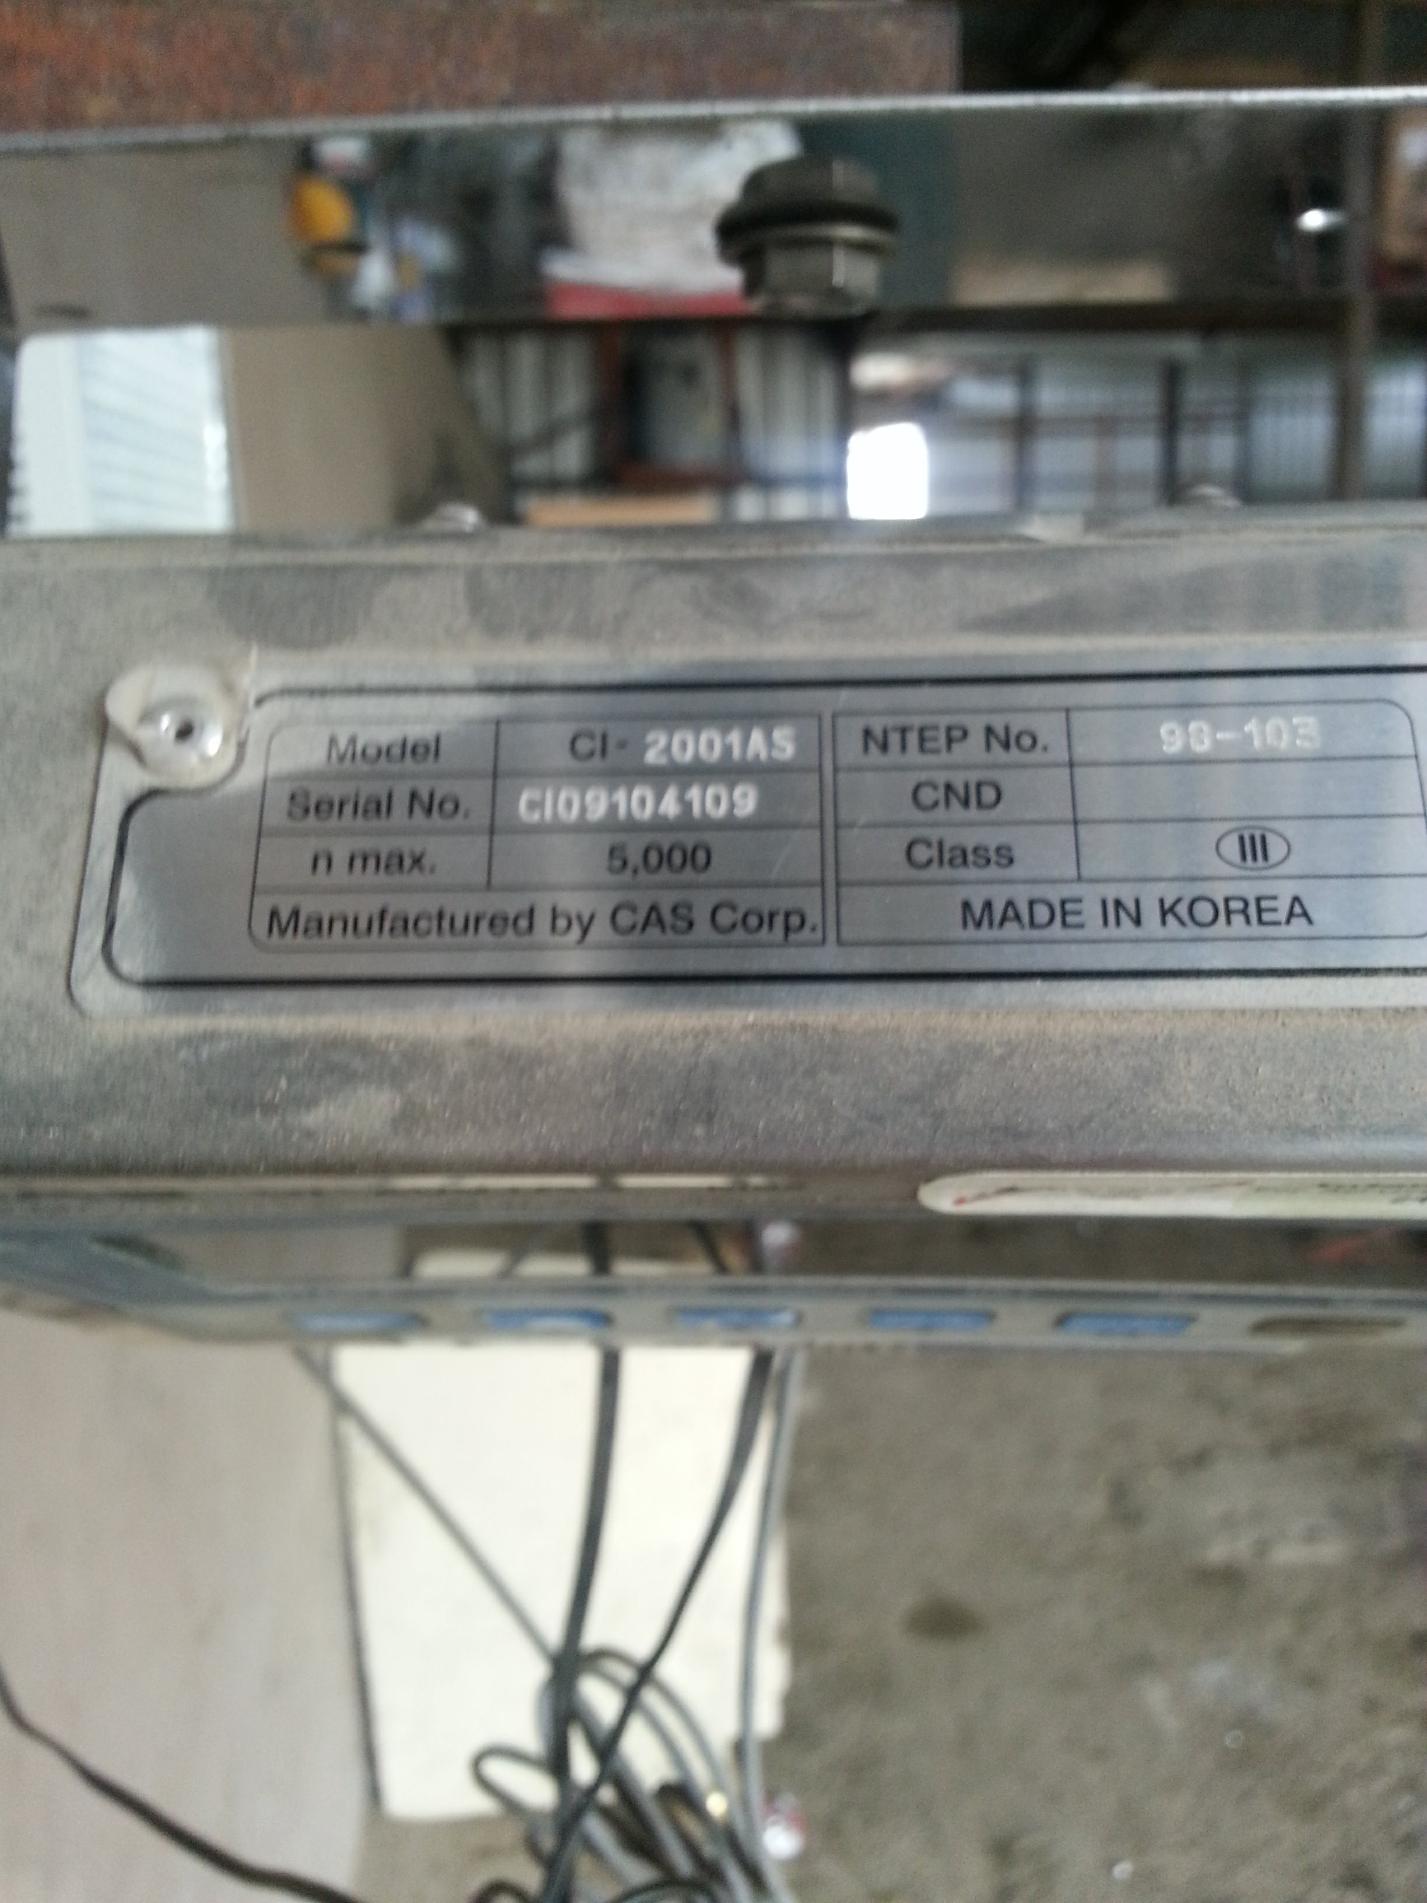 Model CI - 2001AS NTEP No. 98-103
Serial No. CI09104109 CND
n max. 5,000 Class III
Manufactured by CAS Corp. MADE IN KOREA